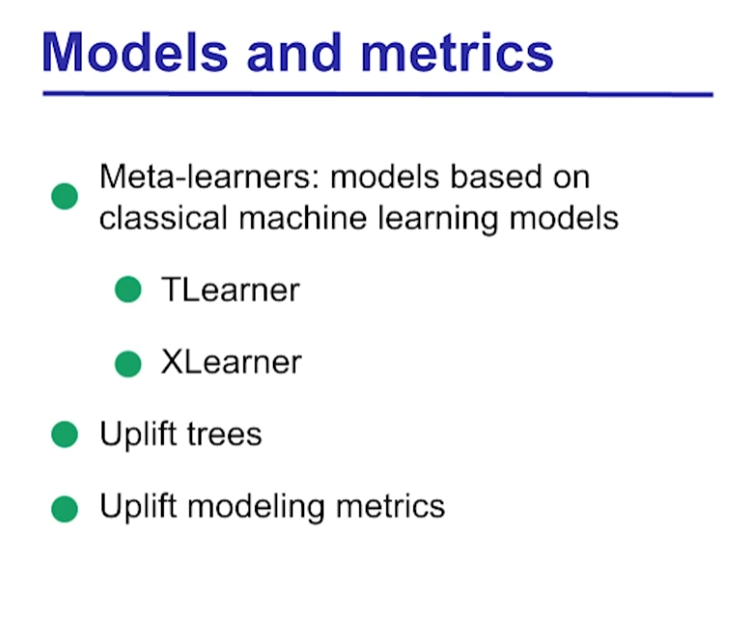 Models and metrics
Meta-learners: models based on
classical machine learning models
TLearner
XLearner
Uplift trees
Uplift modeling metrics